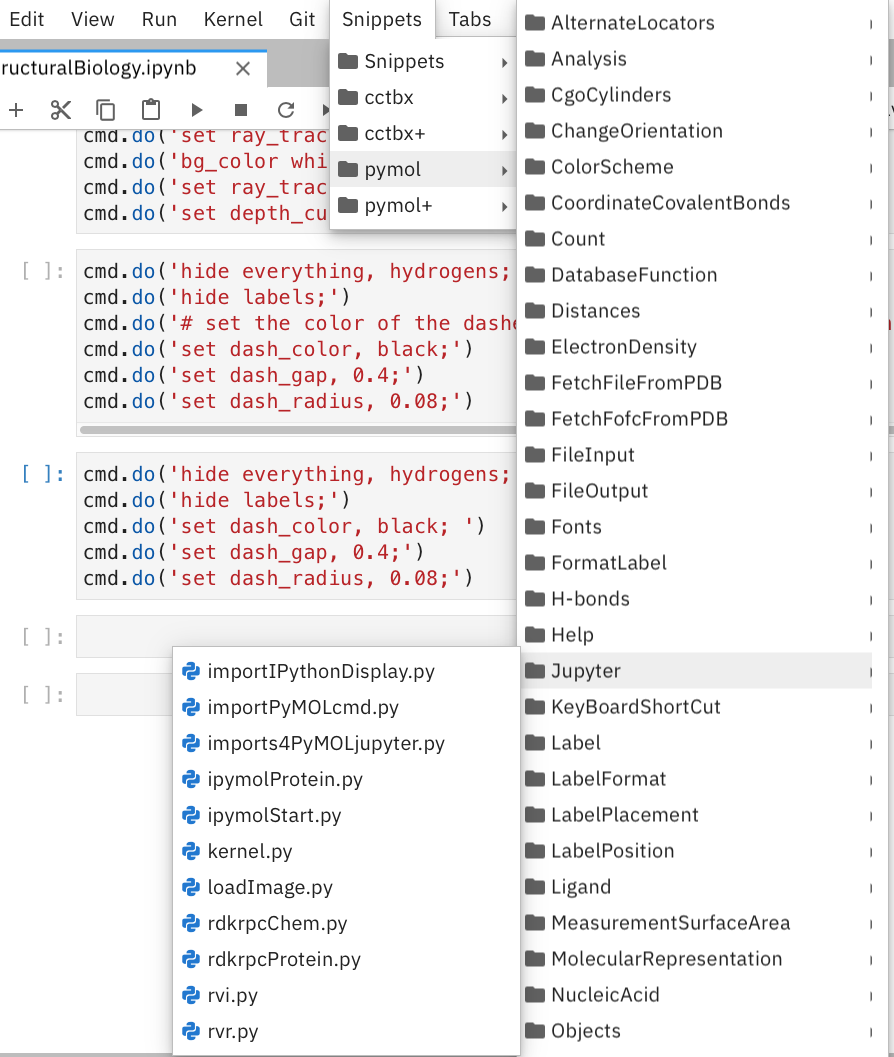 Edit View Run Kernel Git Snippets Tabs
ructuralBiology.ipynb
cmd.do('set ray_trac
cmd.do('bg_color whi
cmd.do('set ray_trac
cmd.do('set depth_cu
[ ]:
cmd.do('hide everything, hydrogens;
cmd.do('hide labels;')
cmd.do('# set the color of the dashe
cmd.do('set dash_color, black;')
cmd.do('set dash_gap, 0.4;')
cmd.do('set dash_radius, 0.08;')
[ ]:
cmd.do('hide everything, hydrogens;
cmd.do('hide labels;')
cmd.do('set dash_color, black; ')
cmd.do('set dash_gap, 0.4;')
cmd.do('set dash_radius, 0.08;')
[ ]:
[ ]:
Snippets
cctbx
cctbx+
pymol
pymol+
AlternateLocators
Analysis
CgoCylinders
ChangeOrientation
ColorScheme
CoordinateCovalentBonds
Count
DatabaseFunction
Distances
ElectronDensity
FetchFileFromPDB
FetchFofcFromPDB
FileInput
FileOutput
Fonts
FormatLabel
H-bonds
Help
Jupyter
KeyBoardShortCut
Label
LabelFormat
LabelPlacement
LabelPosition
Ligand
MeasurementSurfaceArea
MolecularRepresentation
NucleicAcid
Objects
importIPythonDisplay.py
importPyMOLcmd.py
imports4PyMOLjupyter.py
ipymolProtein.py
ipymolStart.py
kernel.py
loadImage.py
rdkrpcChem.py
rdkrpcProtein.py
rvi.py
rvr.py